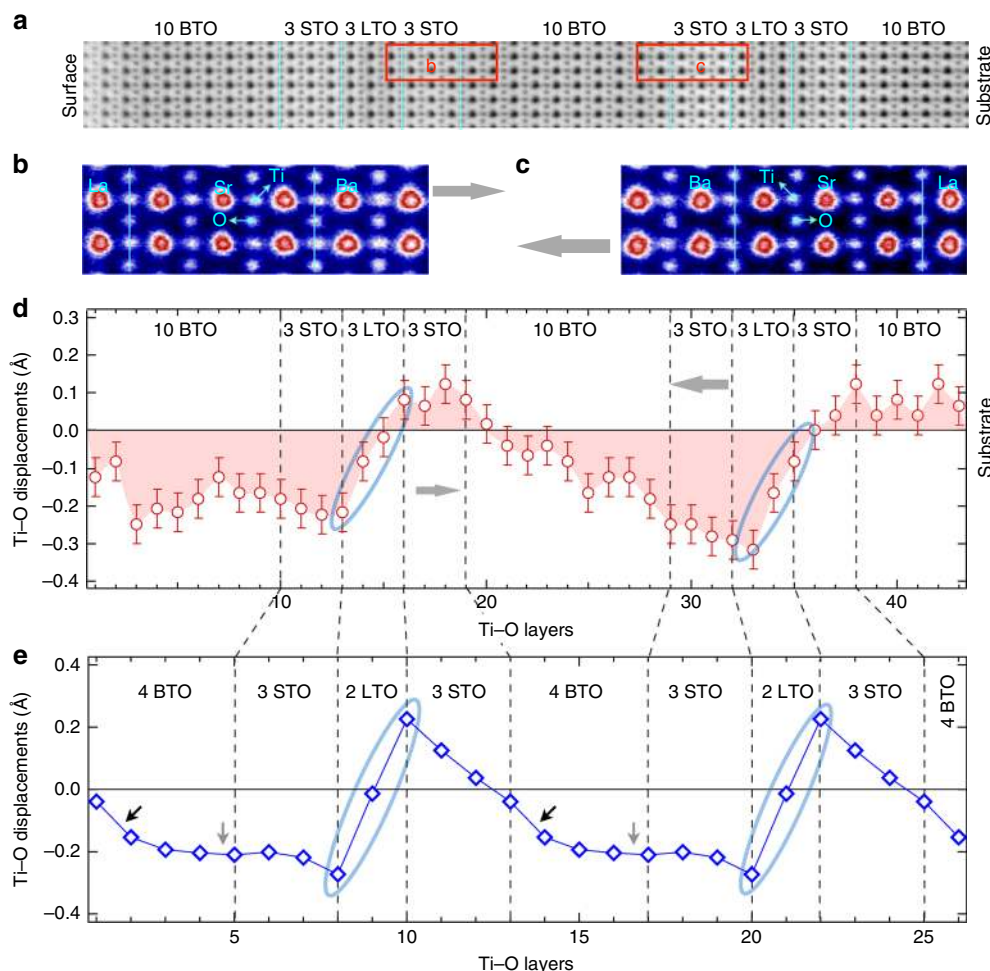 a
10 BTO 3 STO 3 LTO 3 STO 10 BTO 3 STO 3 LTO 3 STO 10 BTO
Surface
b
c
Substrate
b
La Sr Ti Ba
O
c
Ba Ti Sr La
O
d
10 BTO 3 STO 3 LTO 3 STO 10 BTO 3 STO 3 LTO 3 STO 10 BTO
Ti–O displacements (Å)
0.3
0.2
0.1
0.0
−0.1
−0.2
−0.3
−0.4
Substrate
10 20 30 40
Ti–O layers
e
4 BTO 3 STO 2 LTO 3 STO 4 BTO 3 STO 2 LTO 3 STO 4 BTO
Ti–O displacements (Å)
0.4
0.2
0.0
−0.2
−0.4
5 10 15 20 25
Ti–O layers